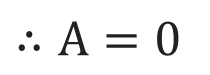 ∴ A = 0